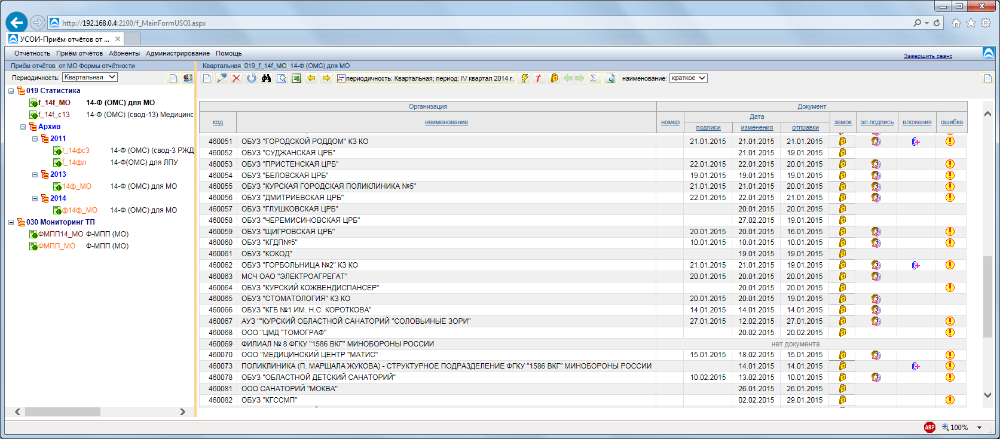 http://192.168.0.4:2100/f_MainFormUSOI.aspx
УСОИ-Приём отчётов от ...
Отчётность Приём отчётов Абоненты Администрирование Помощь
Завершить сеанс
Приём отчётов от МО Формы отчётности
Квартальная 019_f_14f_МО 14-Ф (ОМС) для МО
Периодичность: Квартальная
периодичность: Квартальная; период: IV квартал 2014 г.
наименование: краткое
019 Статистика
f_14f_МО 14-Ф (ОМС) для МО
f_14f_с13 14-Ф (ОМС) (свод-13) Медицинс
Архив
2011
f_14фс3 14-Ф (ОМС) (свод-3 РЖД
f_14фл 14-Ф(ОМС) для ЛПУ
2013
14ф_МО 14-Ф (ОМС) для МО
2014
ф14ф_МО 14-Ф (ОМС) для МО
030 Мониторинг ТП
ФМПП14_МО Ф-МПП (МО)
ФМПП_МО Ф-МПП (МО)
Организация Документ
код наименование номер Дата замок эл.подпись вложения ошибка
подписи изменения отправки
460051 ОБУЗ "ГОРОДСКОЙ РОДДОМ" КЗ КО 21.01.2015 21.01.2015 21.01.2015
460052 ОБУЗ "СУДЖАНСКАЯ ЦРБ" 21.01.2015 19.01.2015
460053 ОБУЗ "ПРИСТЕНСКАЯ ЦРБ" 22.01.2015 22.01.2015 20.01.2015
460054 ОБУЗ "БЕЛОВСКАЯ ЦРБ" 19.01.2015 19.01.2015 19.01.2015
460055 ОБУЗ "КУРСКАЯ ГОРОДСКАЯ ПОЛИКЛИНИКА №5" 21.01.2015 21.01.2015 20.01.2015
460056 ОБУЗ "ДМИТРИЕВСКАЯ ЦРБ" 22.01.2015 22.01.2015 21.01.2015
460057 ОБУЗ "ГЛУШКОВСКАЯ ЦРБ" 20.01.2015 20.01.2015
460058 ОБУЗ "ЧЕРЕМИСИНОВСКАЯ ЦРБ" 27.02.2015 19.01.2015
460059 ОБУЗ "ЩИГРОВСКАЯ ЦРБ" 20.01.2015 20.01.2015 16.01.2015
460060 ОБУЗ "КГДП№5" 10.01.2015 10.01.2015 10.01.2015
460061 ОБУЗ "КОКОД" 19.01.2015 19.01.2015
460062 ОБУЗ "ГОРБОЛЬНИЦА №2" КЗ КО 21.01.2015 21.01.2015 19.01.2015
460063 МСЧ ОАО "ЭЛЕКТРОАГРЕГАТ" 20.01.2015 20.01.2015 20.01.2015
460064 ОБУЗ "КУРСКИЙ КОЖВЕНДИСПАНСЕР" 20.01.2015 20.01.2015
460065 ОБУЗ "СТОМАТОЛОГИЯ" КЗ КО 20.01.2015 20.01.2015 19.01.2015
460066 ОБУЗ "КГБ №1 ИМ. Н.С. КОРОТКОВА" 14.01.2015 14.01.2015 14.01.2015
460067 АУЗ ""КУРСКИЙ ОБЛАСТНОЙ САНАТОРИЙ "СОЛОВЬИНЫЕ ЗОРИ" 27.01.2015 12.02.2015 27.01.2015
460068 ООО "ЦМД "ТОМОГРАФ" 20.02.2015 20.02.2015
460069 ФИЛИАЛ № 8 ФГКУ "1586 ВКГ" МИНОБОРОНЫ РОССИИ нет документа
460070 ООО "МЕДИЦИНСКИЙ ЦЕНТР "МАТИС" 15.01.2015 18.02.2015 15.01.2015
460073 ПОЛИКЛИНИКА (П. МАРШАЛА ЖУКОВА) - СТРУКТУРНОЕ ПОДРАЗДЕЛЕНИЕ ФГКУ "1586 ВКГ" МИНОБОРОНЫ РОССИИ 14.01.2015 14.01.2015
460078 ОБУЗ "ОБЛАСТНОЙ ДЕТСКИЙ САНАТОРИЙ" 10.02.2015 13.02.2015 10.01.2015
460081 ООО САНАТОРИЙ "МОКВА" 26.01.2015 26.01.2015
460082 ОБУЗ "КГССМП" 02.02.2015 29.01.2015
ABP 100%